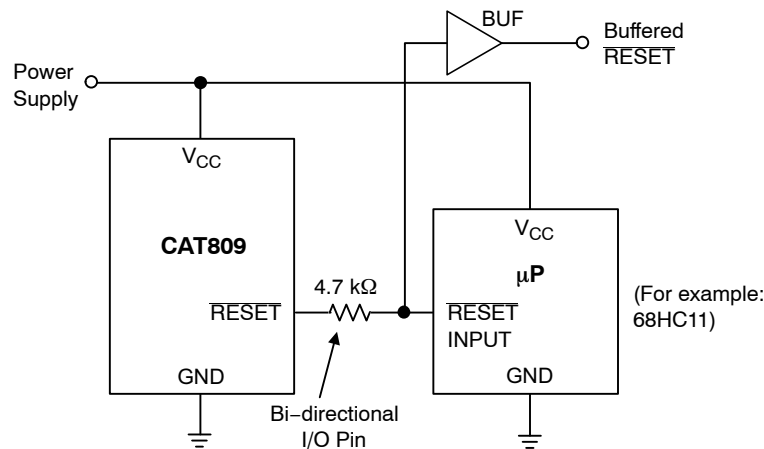 BUF
Buffered
RESET
Power
Supply
VCC
CAT809
RESET
GND
4.7 kΩ
Bi−directional
I/O Pin
VCC
μP
RESET
INPUT
GND
(For example:
68HC11)